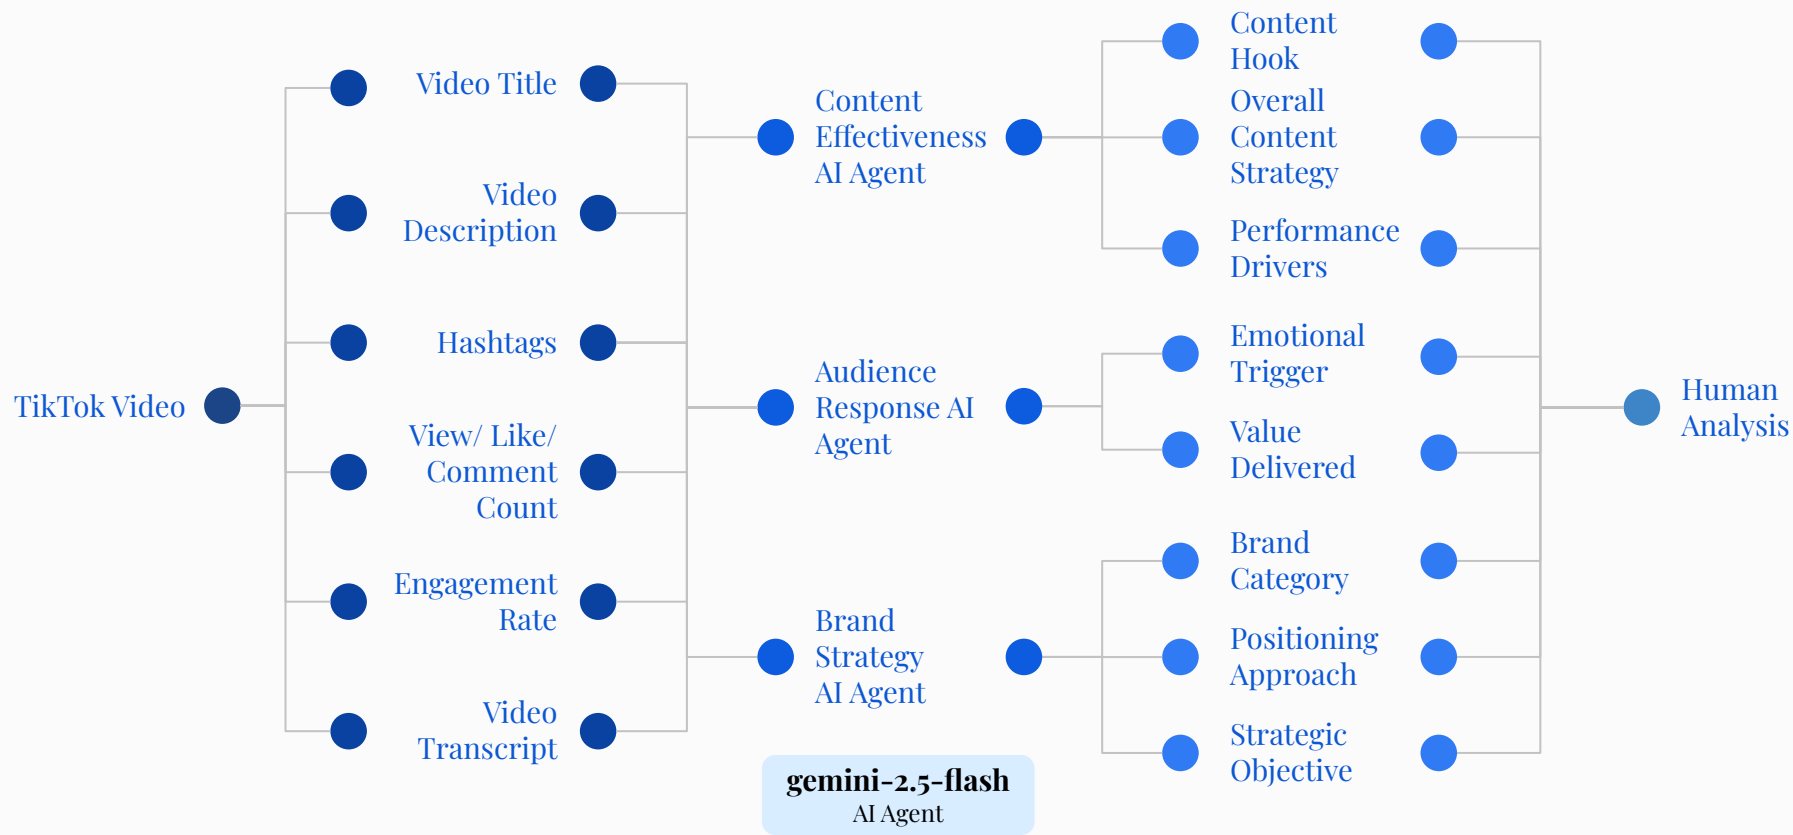 TikTok Video
Video Title
Video
Description
Hashtags
View/ Like/
Comment
Count
Engagement
Rate
Video
Transcript
Content
Effectiveness
AI Agent
Audience
Response AI
Agent
Brand
Strategy
AI Agent
gemini-2.5-flash
AI Agent
Content
Hook
Overall
Content
Strategy
Performance
Drivers
Emotional
Trigger
Value
Delivered
Brand
Category
Positioning
Approach
Strategic
Objective
Human
Analysis